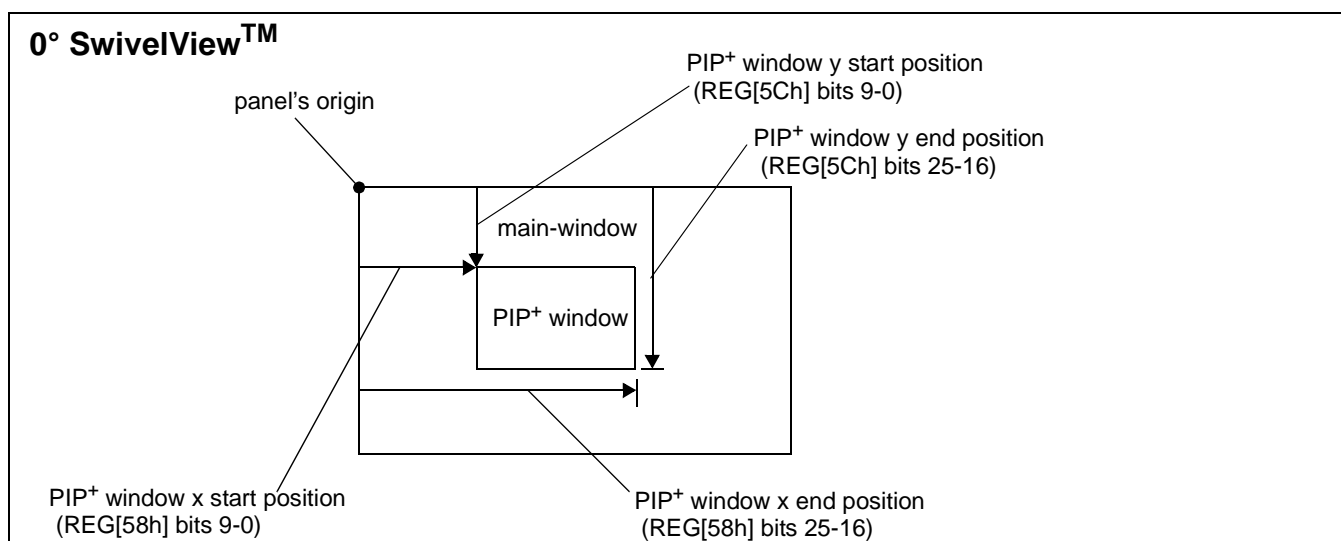 0° SwivelView™
PIP+ window y start position
(REG[5Ch] bits 9-0)
panel's origin
PIP+ window y end position
(REG[5Ch] bits 25-16)
main-window
PIP+ window
PIP+ window x start position
(REG[58h] bits 9-0)
PIP+ window x end position
(REG[58h] bits 25-16)